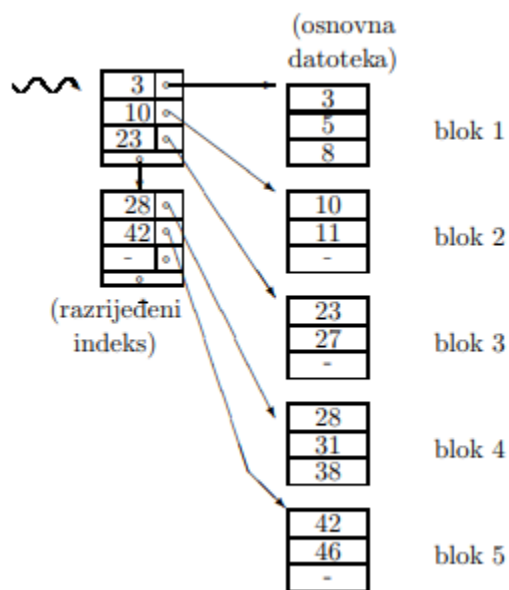 (osnovna
datoteka)
3
10
23
28
42
-
(razrijeđeni
indeks)
3
5
8
blok 1
10
11
-
blok 2
23
27
-
blok 3
28
31
38
blok 4
42
46
-
blok 5